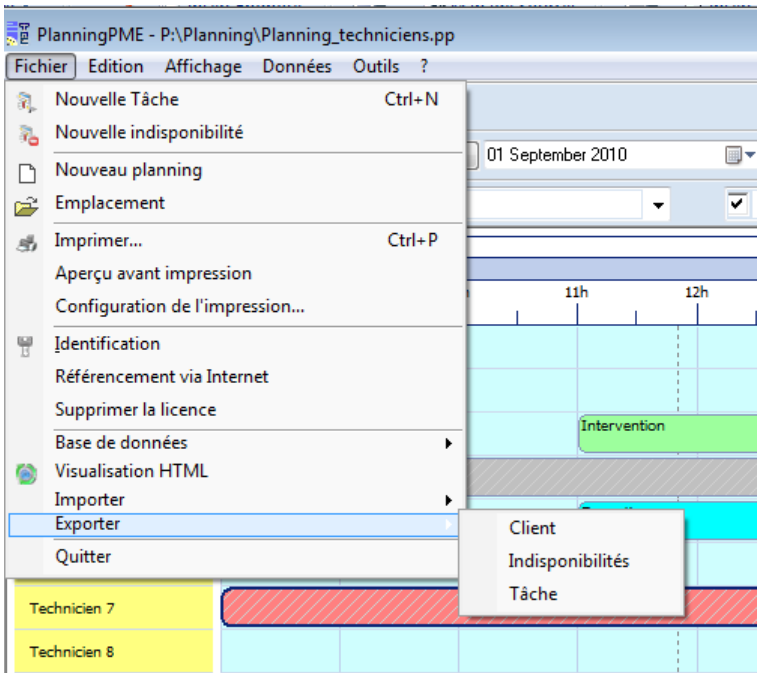 PlanningPME - P:\Planning\Planning_techniciens.pp
Fichier Edition Affichage Données Outils ?
Nouvelle Tâche Ctrl+N
Nouvelle indisponibilité
01 September 2010
Nouveau planning
Emplacement
Imprimer... Ctrl+P
Aperçu avant impression
11h 12h
Configuration de l'impression...
Identification
Référencement via Internet
Supprimer la licence
Intervention
Base de données
Visualisation HTML
Importer
Exporter
Client
Quitter
Indisponibilités
Tâche
Technicien 7
Technicien 8